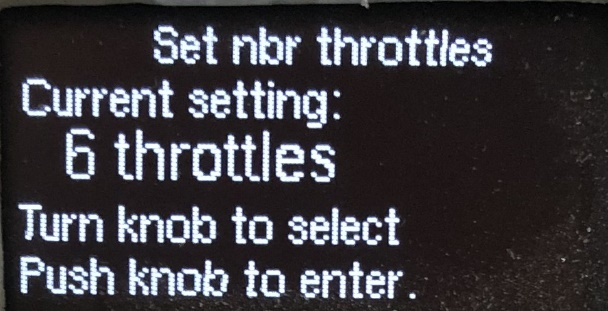 Set nbr throttles
Current setting:
6 throttles
Turn knob to select
Push knob to enter.